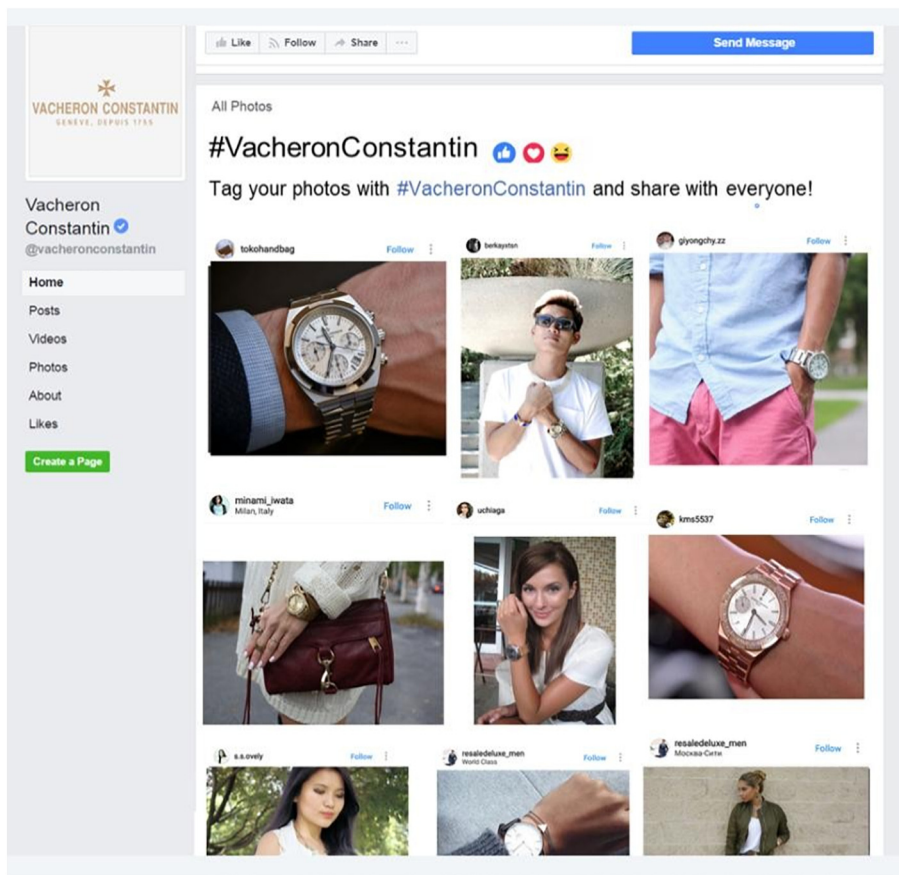 Like Follow Share ...
Send Message
VACHERON CONSTANTIN
GENÈVE, DEPUIS 1755
Vacheron
Constantin
@vacheronconstantin
Home
Posts
Videos
Photos
About
Likes
Create a Page
All Photos
#VacheronConstantin
Tag your photos with #VacheronConstantin and share with everyone!
tokohandbag Follow
berkayxtsn Follow
giyongchy.zz Follow
minami_iwata Follow
Milan, Italy
uchiaga Follow
kms5537 Follow
s.s.ovely Follow
resaledeluxe_men Follow
World Class
resaledeluxe_men Follow
Москва-Сити